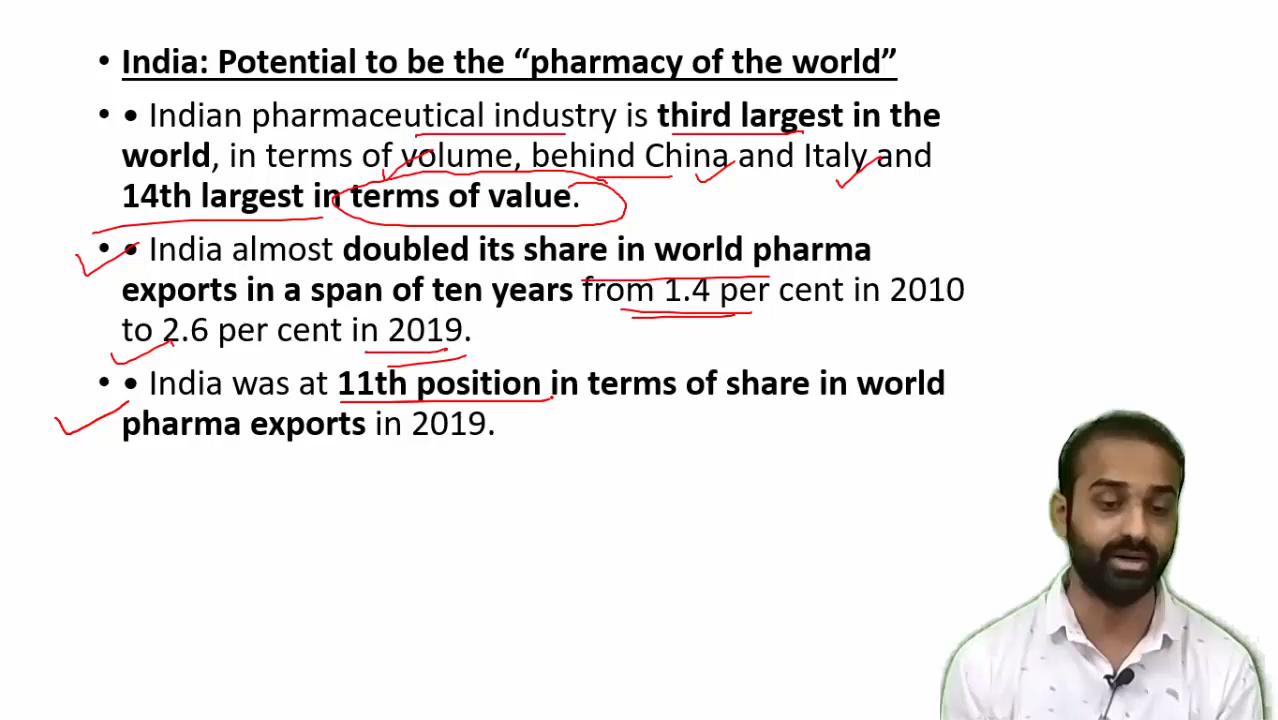 • India: Potential to be the “pharmacy of the world”
• • Indian pharmaceutical industry is third largest in the
world, in terms of volume, behind China and Italy and
14th largest in terms of value.
• • India almost doubled its share in world pharma
exports in a span of ten years from 1.4 per cent in 2010
to 2.6 per cent in 2019.
• • India was at 11th position in terms of share in world
pharma exports in 2019.